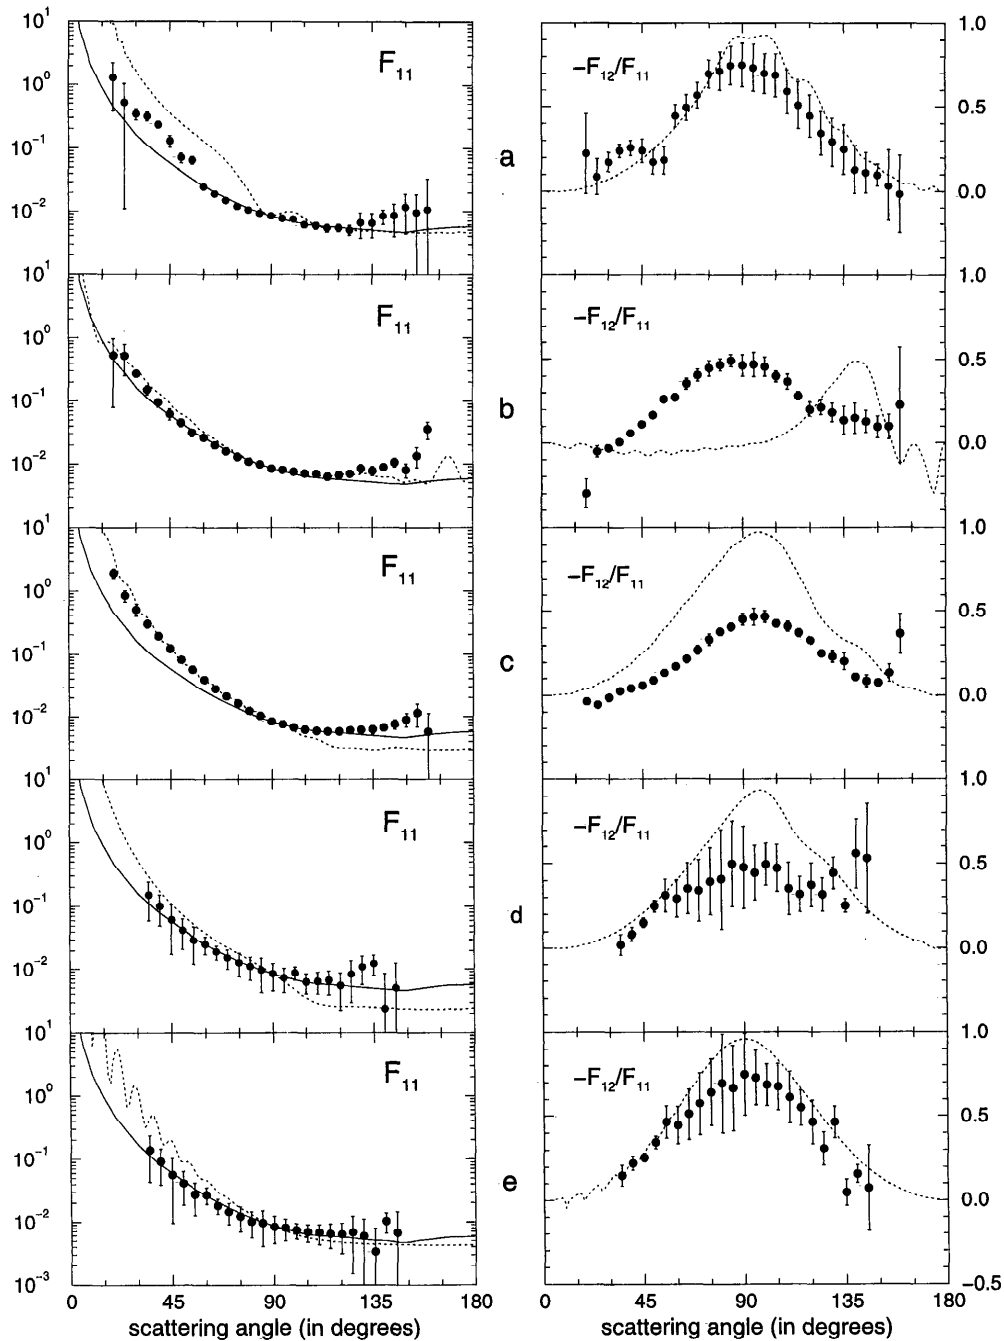 10¹
10⁰
10⁻¹
10⁻²
F₁₁
a
−F₁₂/F₁₁
1.0
0.5
0.0
10¹
10⁰
10⁻¹
10⁻²
F₁₁
b
−F₁₂/F₁₁
1.0
0.5
0.0
10¹
10⁰
10⁻¹
10⁻²
F₁₁
c
−F₁₂/F₁₁
1.0
0.5
0.0
10¹
10⁰
10⁻¹
10⁻²
F₁₁
d
−F₁₂/F₁₁
1.0
0.5
0.0
10¹
10⁰
10⁻¹
10⁻²
10⁻³
F₁₁
e
−F₁₂/F₁₁
1.0
0.5
0.0
−0.5
0 45 90 135 180
scattering angle (in degrees)
0 45 90 135 180
scattering angle (in degrees)